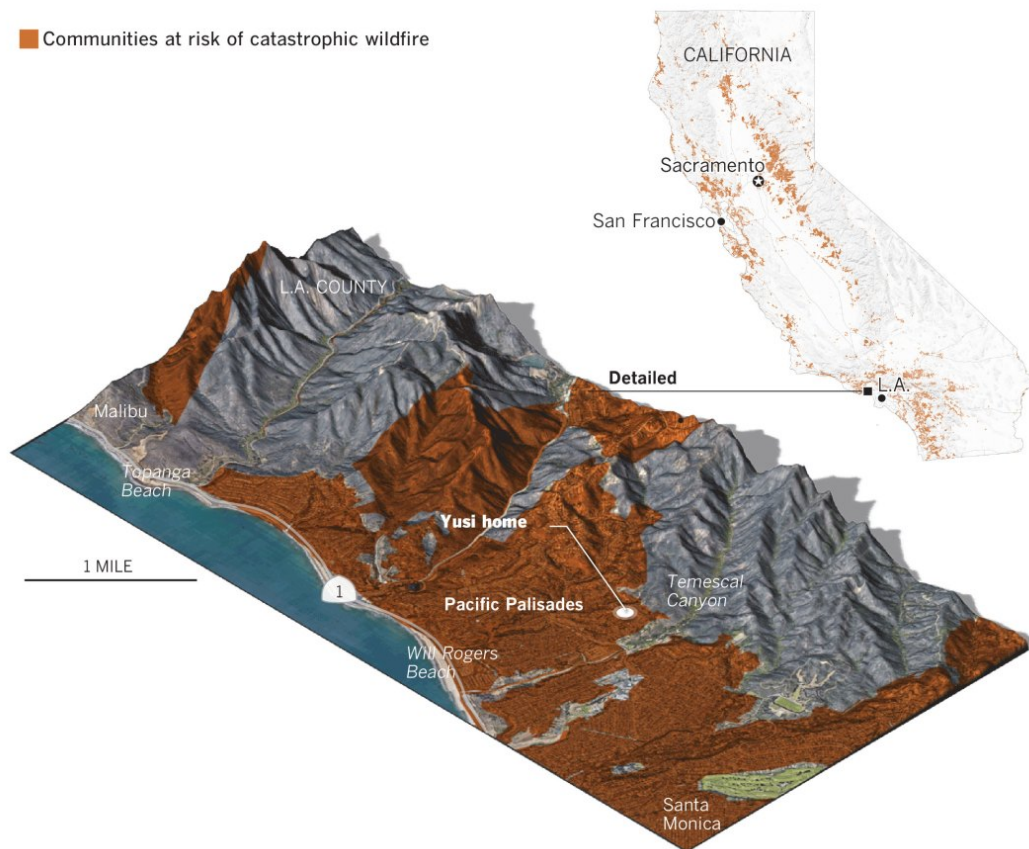 Communities at risk of catastrophic wildfire
CALIFORNIA
Sacramento
San Francisco
L.A. COUNTY
Detailed
L.A.
Malibu
Topanga
Beach
Yusi home
1 MILE
1
Temescal
Canyon
Pacific Palisades
Will Rogers
Beach
Santa
Monica